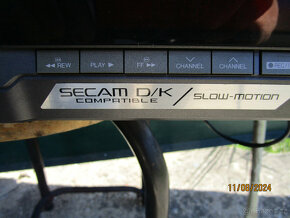 ◄◄ REW PLAY ► FF ►► CHANNEL CHANNEL
SECAM D/K / SLOW-MOTION
COMPATIBLE
11/08/2024